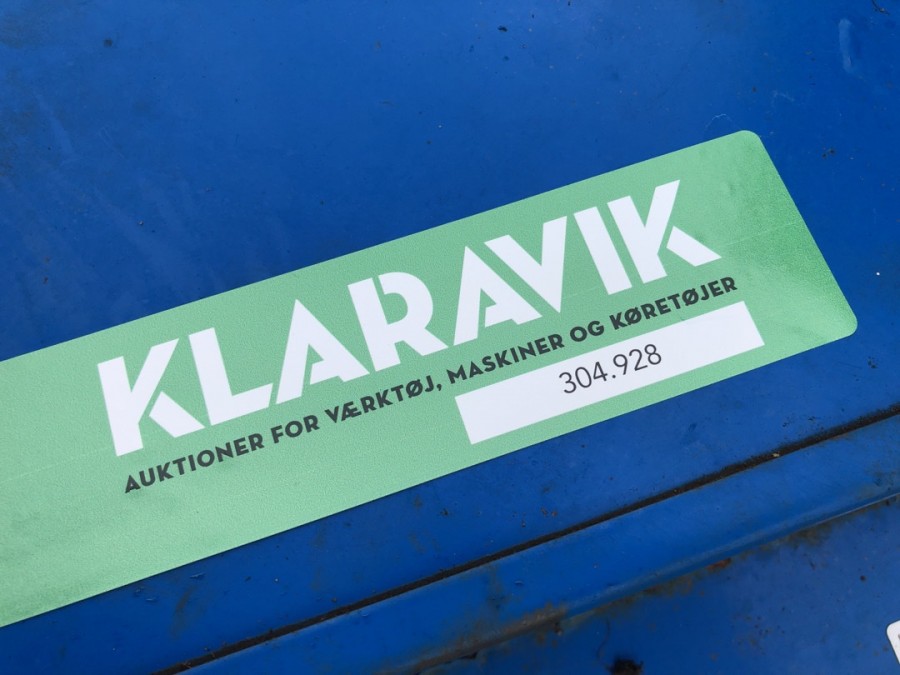 KLARAVIK
AUKTIONER FOR VÆRKTØJ, MASKINER OG KØRETØJER
304.928